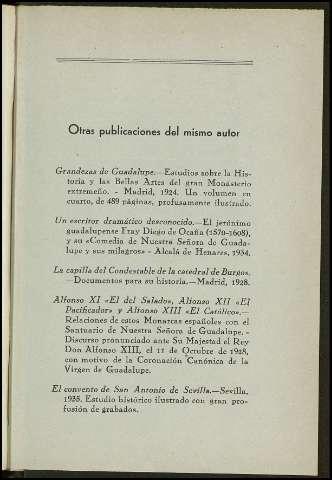 Otras publicaciones del mismo autor
Grandezas de Guadalupe.—Estudios sobre la His-
toria y las Bellas Artes del gran Monasterio
extremeño. - Madrid, 1924. Un volumen en
cuarto, de 489 páginas, profusamente ilustrado.
Un escritor dramático desconocido.—El jerónimo
guadalupense Fray Diego de Ocaña (1570-1608),
y su «Comedia de Nuestra Señora de Guada-
lupe y sus milagros» - Alcalá de Henares, 1934.
La capilla del Condestable de la catedral de Burgos.
—Documentos para su historia.—Madrid, 1928.
Alfonso XI «El del Salado», Alfonso XII «El
Pacificador» y Alfonso XIII «El Católico».—
Relaciones de estos Monarcas españoles con el
Santuario de Nuestra Señora de Guadalupe. -
Discurso pronunciado ante Su Majestad el Rey
Don Alfonso XIII, el 11 de Octubre de 1928,
con motivo de la Coronación Canónica de la
Virgen de Guadalupe.
El convento de San Antonio de Sevilla.—Sevilla,
1935. Estudio histórico ilustrado con gran pro-
fusión de grabados.